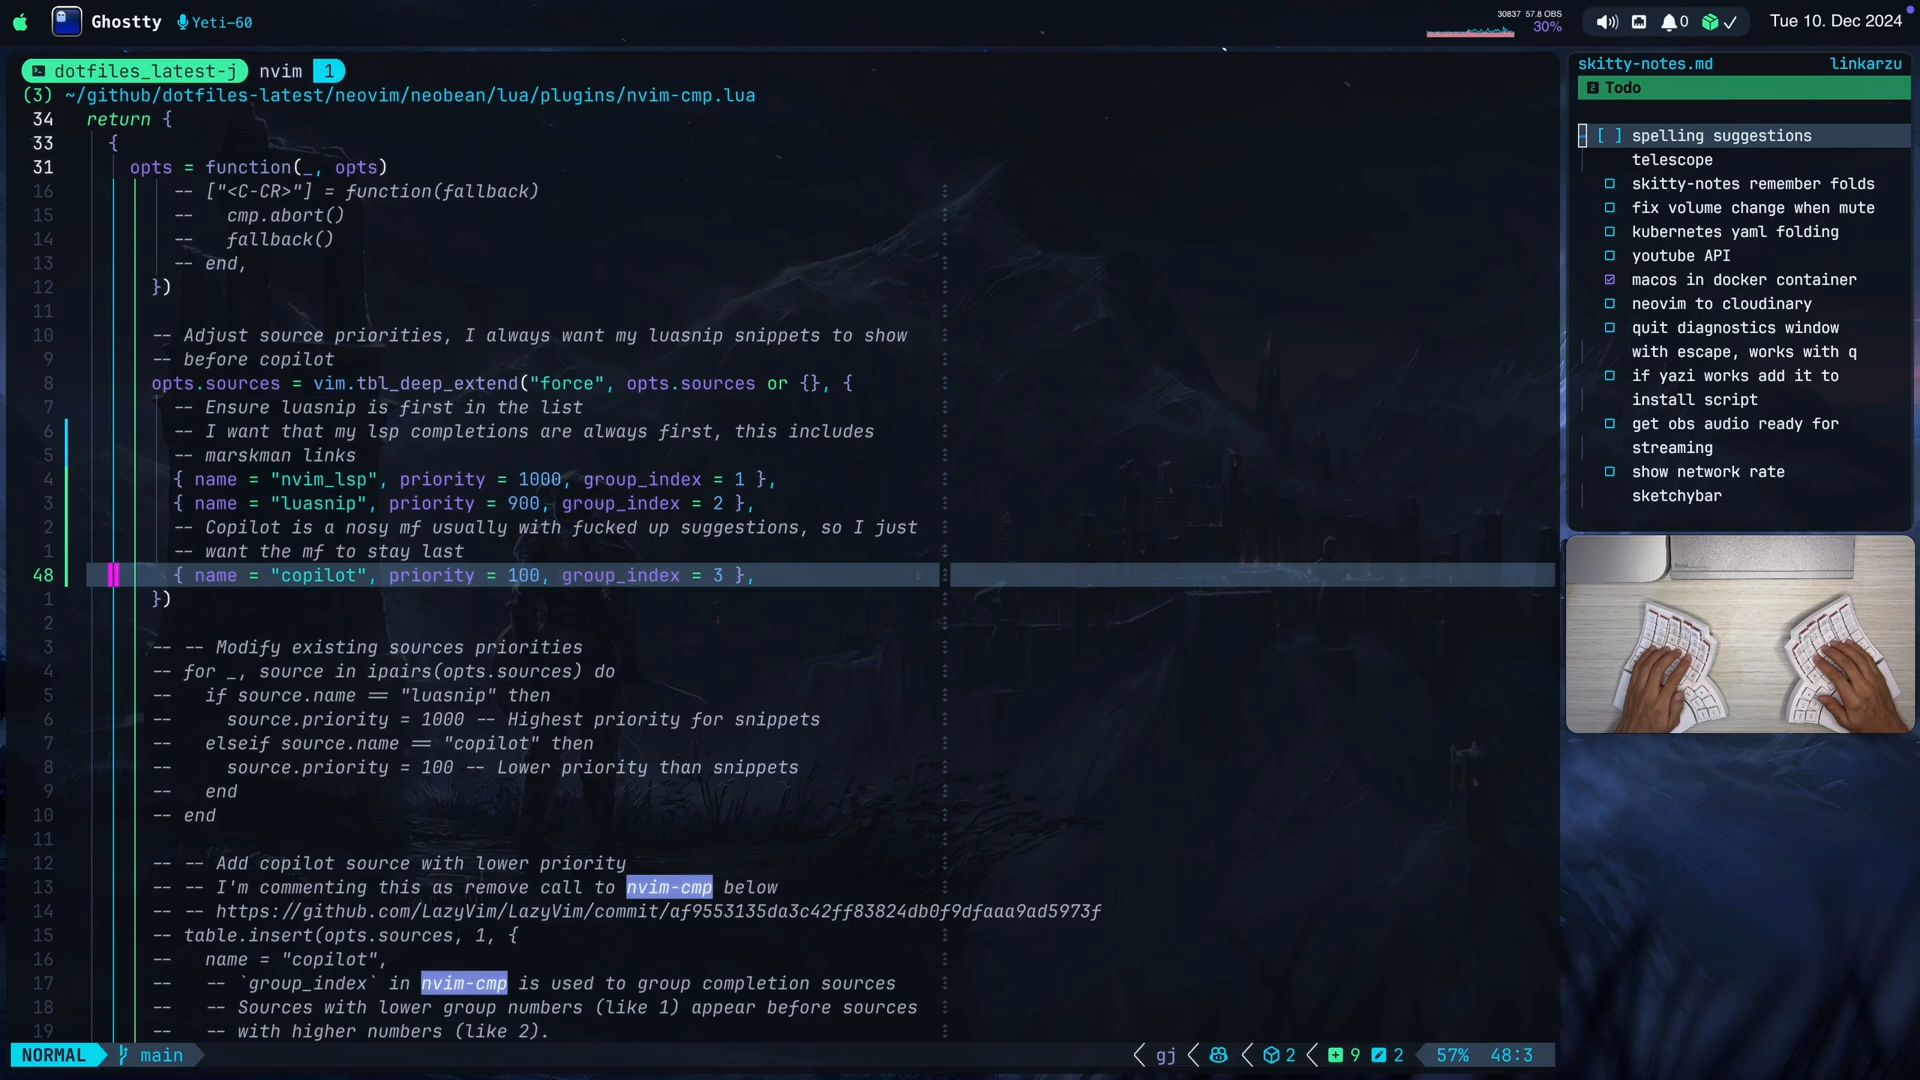 Ghostty Yeti-60
30837 57.8 OBS
30%
0
Tue 10. Dec 2024
dotfiles_latest-j nvim 1
(3) ~/github/dotfiles-latest/neovim/neobean/lua/plugins/nvim-cmp.lua
34 return {
33 {
31 opts = function(_, opts)
16 -- ["<C-CR>"] = function(fallback)
15 -- cmp.abort()
14 -- fallback()
13 -- end,
12 })
11
10 -- Adjust source priorities, I always want my luasnip snippets to show
9 -- before copilot
8 opts.sources = vim.tbl_deep_extend("force", opts.sources or {}, {
7 -- Ensure luasnip is first in the list
6 -- I want that my lsp completions are always first, this includes
5 -- marskman links
4 { name = "nvim_lsp", priority = 1000, group_index = 1 },
3 { name = "luasnip", priority = 900, group_index = 2 },
2 -- Copilot is a nosy mf usually with fucked up suggestions, so I just
1 -- want the mf to stay last
48 { name = "copilot", priority = 100, group_index = 3 },
1 })
2
3 -- -- Modify existing sources priorities
4 -- for _, source in ipairs(opts.sources) do
5 -- if source.name == "luasnip" then
6 -- source.priority = 1000 -- Highest priority for snippets
7 -- elseif source.name == "copilot" then
8 -- source.priority = 100 -- Lower priority than snippets
9 -- end
10 -- end
11
12 -- -- Add copilot source with lower priority
13 -- -- I'm commenting this as remove call to nvim-cmp below
14 -- -- https://github.com/LazyVim/LazyVim/commit/af9553135da3c42ff83824db0f9dfaaa9ad5973f
15 -- table.insert(opts.sources, 1, {
16 -- name = "copilot",
17 -- -- `group_index` in nvim-cmp is used to group completion sources
18 -- -- Sources with lower group numbers (like 1) appear before sources
19 -- -- with higher numbers (like 2).
NORMAL main
gj 2 9 2 57% 48:3
skitty-notes.md linkarzu
2 Todo
[ ] spelling suggestions
telescope
skitty-notes remember folds
fix volume change when mute
kubernetes yaml folding
youtube API
macos in docker container
neovim to cloudinary
quit diagnostics window
with escape, works with q
if yazi works add it to
install script
get obs audio ready for
streaming
show network rate
sketchybar